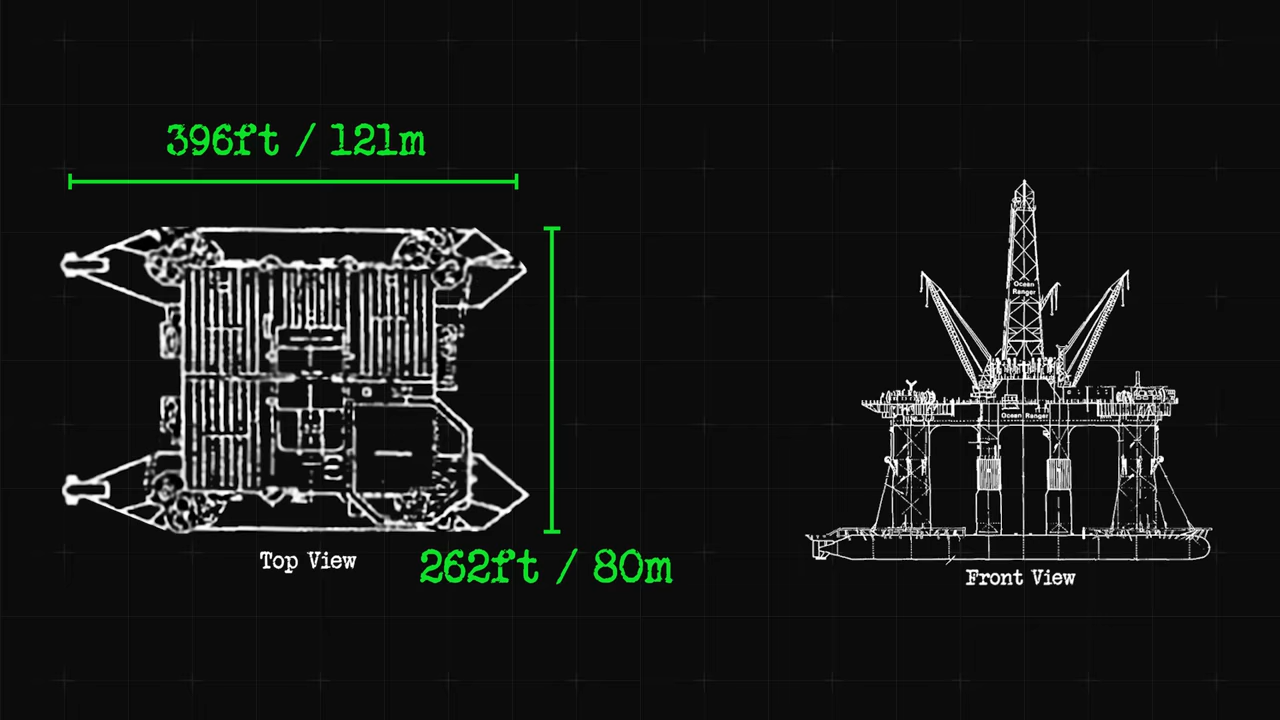 396ft / 121m
Top View
262ft / 80m
Ocean
Ranger
Ocean Ranger
Front View